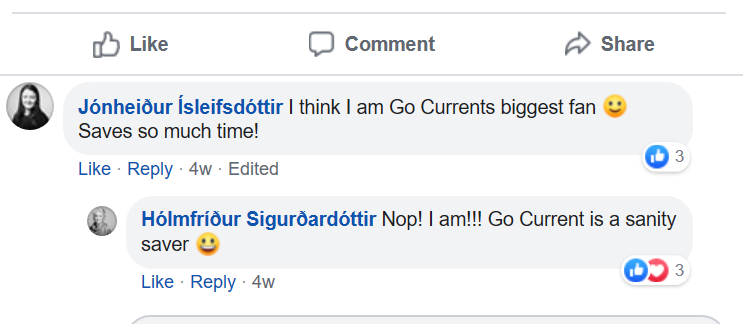 Like Comment Share
Jónheiður Ísleifsdóttir I think I am Go Currents biggest fan 🙂
Saves so much time!
Like · Reply · 4w · Edited
3
Hólmfríður Sigurðardóttir Nop! I am!!! Go Current is a sanity
saver 😀
3
Like · Reply · 4w